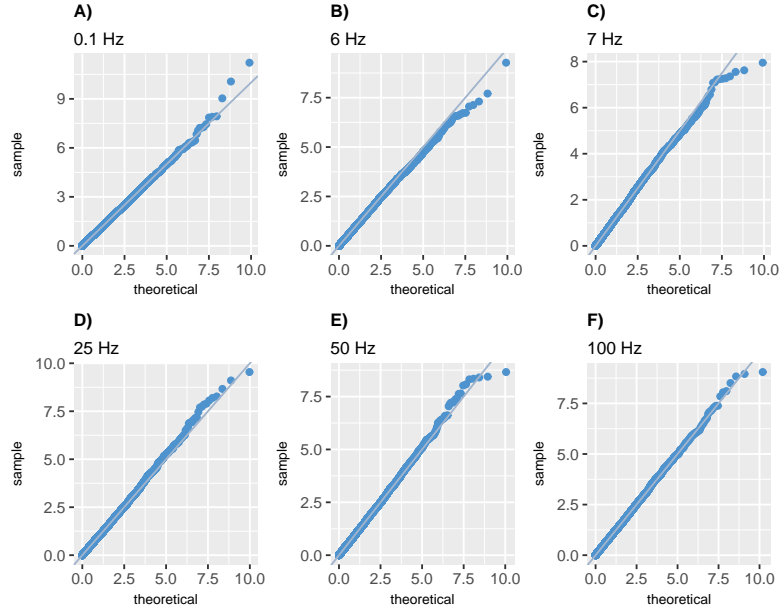 A)
0.1 Hz
9
6
3
0
0.0 2.5 5.0 7.5 10.0
theoretical
sample
B)
6 Hz
7.5
5.0
2.5
0.0
0.0 2.5 5.0 7.5 10.0
theoretical
sample
C)
7 Hz
8
6
4
2
0
0.0 2.5 5.0 7.5 10.0
theoretical
sample
D)
25 Hz
10.0
7.5
5.0
2.5
0.0
0.0 2.5 5.0 7.5 10.0
theoretical
sample
E)
50 Hz
7.5
5.0
2.5
0.0
0.0 2.5 5.0 7.5 10.0
theoretical
sample
F)
100 Hz
7.5
5.0
2.5
0.0
0.0 2.5 5.0 7.5 10.0
theoretical
sample